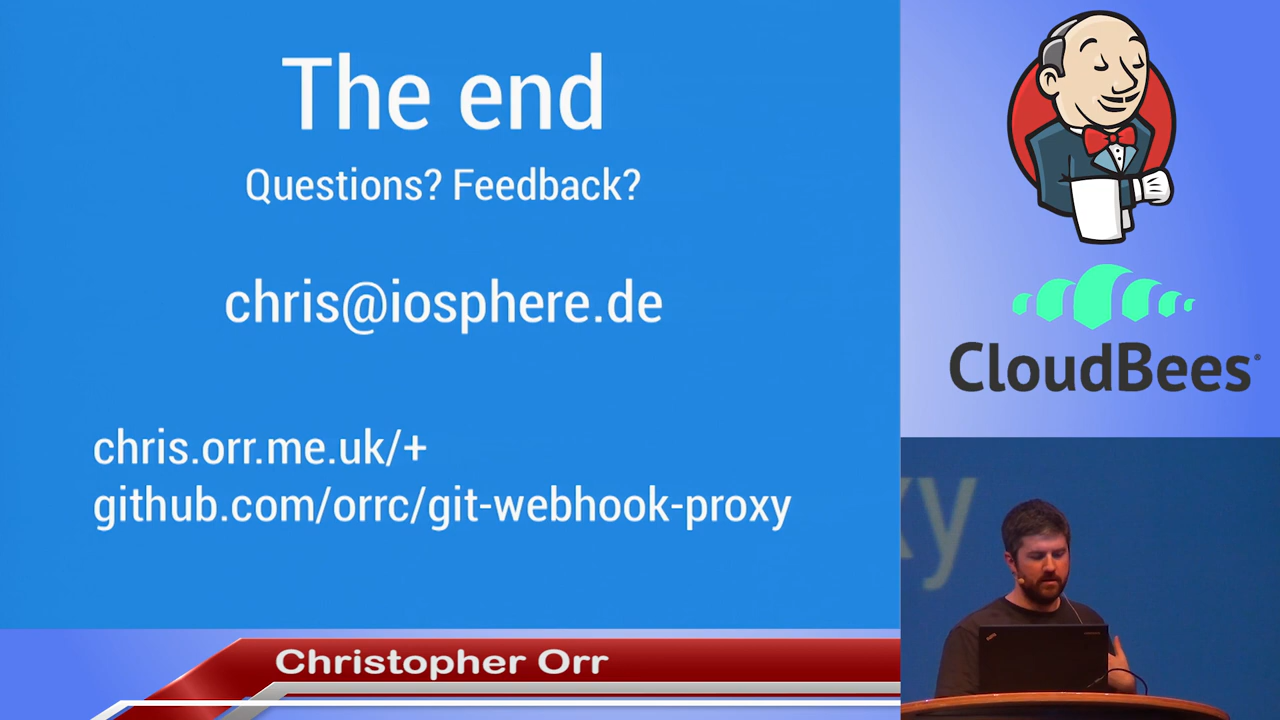 The end
Questions? Feedback?
chris@iosphere.de
chris.orr.me.uk/+
github.com/orrc/git-webhook-proxy
CloudBees®
xy
Christopher Orr